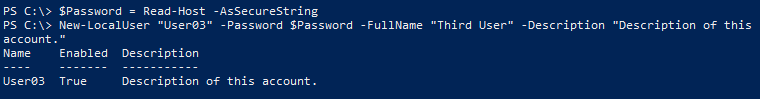 PS C:\> $Password = Read-Host -AsSecureString
PS C:\> New-LocalUser "User03" -Password $Password -FullName "Third User" -Description "Description of this
account."
Name    Enabled  Description
----    -------  -----------
User03  True     Description of this account.